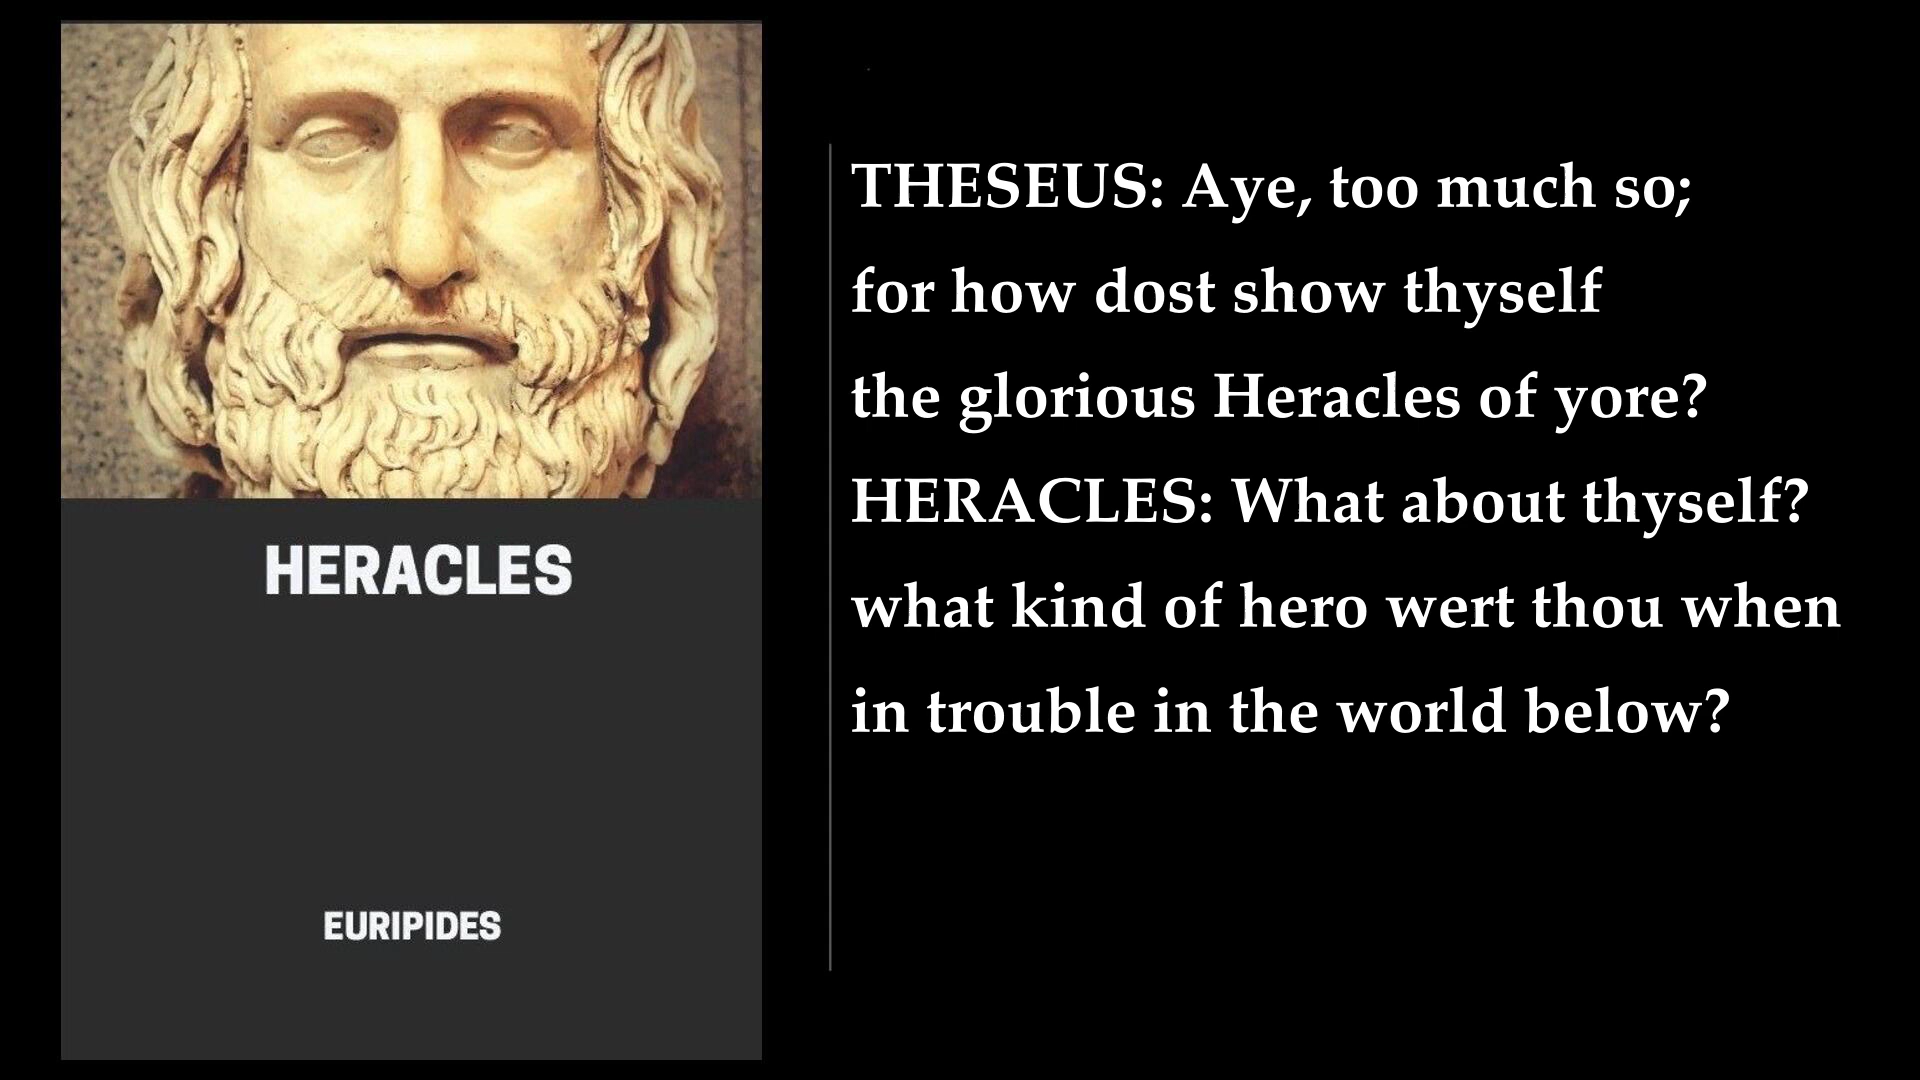 HERACLES
EURIPIDES
THESEUS: Aye, too much so;
for how dost show thyself
the glorious Heracles of yore?
HERACLES: What about thyself?
what kind of hero wert thou when
in trouble in the world below?